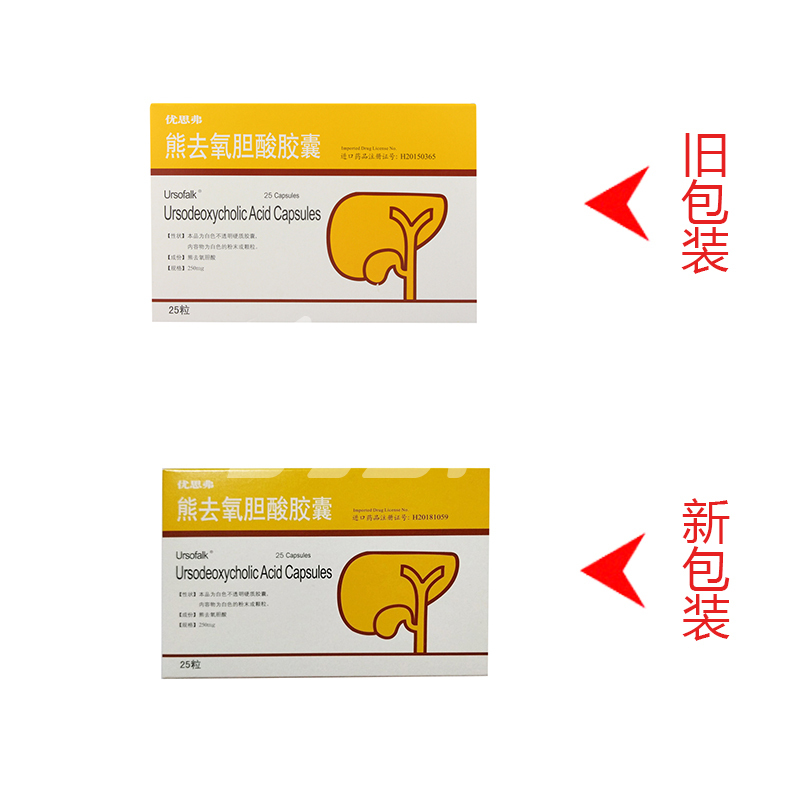 优思弗
熊去氧胆酸胶囊
Imported Drug License No.
进口药品注册证号: H20150365
Ursofalk®
25 Capsules
Ursodeoxycholic Acid Capsules
【性状】本品为白色不透明硬质胶囊,
内容物为白色的粉末或颗粒。
【成份】熊去氧胆酸
【规格】250mg
25粒
旧包装
优思弗
熊去氧胆酸胶囊
Imported Drug License No.
进口药品注册证号: H20181059
Ursofalk®
25 Capsules
Ursodeoxycholic Acid Capsules
【性状】本品为白色不透明硬质胶囊,
内容物为白色的粉末或颗粒。
【成份】熊去氧胆酸
【规格】250mg
25粒
新包装